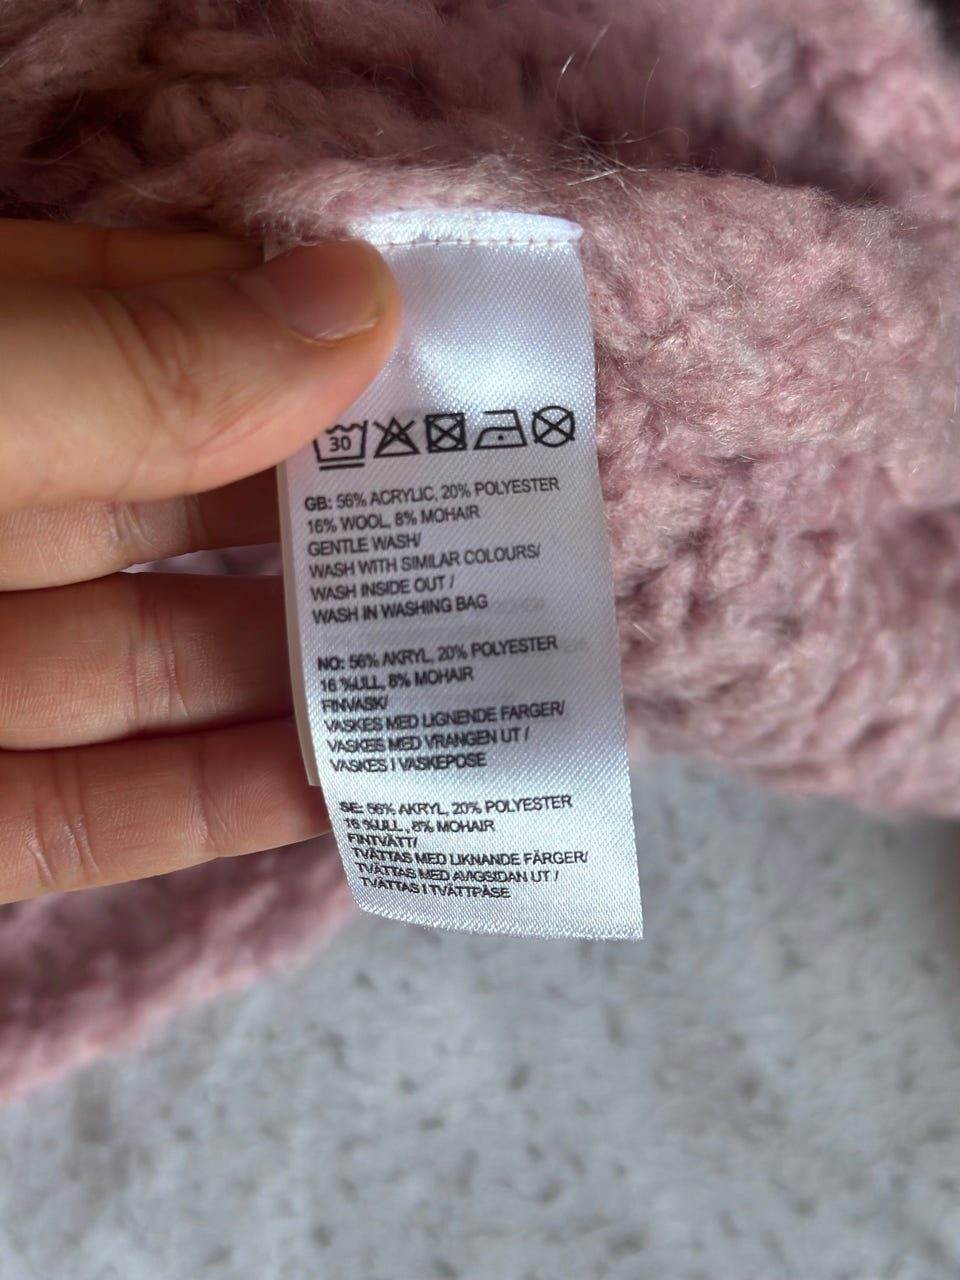 30
GB: 56% ACRYLIC, 20% POLYESTER
16% WOOL, 8% MOHAIR
GENTLE WASH/
WASH WITH SIMILAR COLOURS/
WASH INSIDE OUT /
WASH IN WASHING BAG
NO: 56% AKRYL, 20% POLYESTER
16 %ULL, 8% MOHAIR
FINVASK/
VASKES MED LIGNENDE FARGER/
VASKES MED VRANGEN UT /
VASKES I VASKEPOSE
SE: 56% AKRYL, 20% POLYESTER
16 %ULL, 8% MOHAIR
FINTVÄTT/
TVÄTTAS MED LIKNANDE FÄRGER/
TVÄTTAS MED AVIGSIDAN UT /
TVÄTTAS I TVÄTTPÅSE